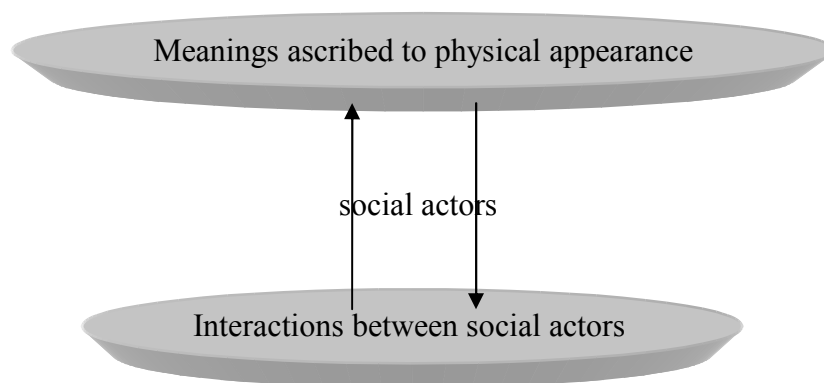 Meanings ascribed to physical appearance
social actors
Interactions between social actors